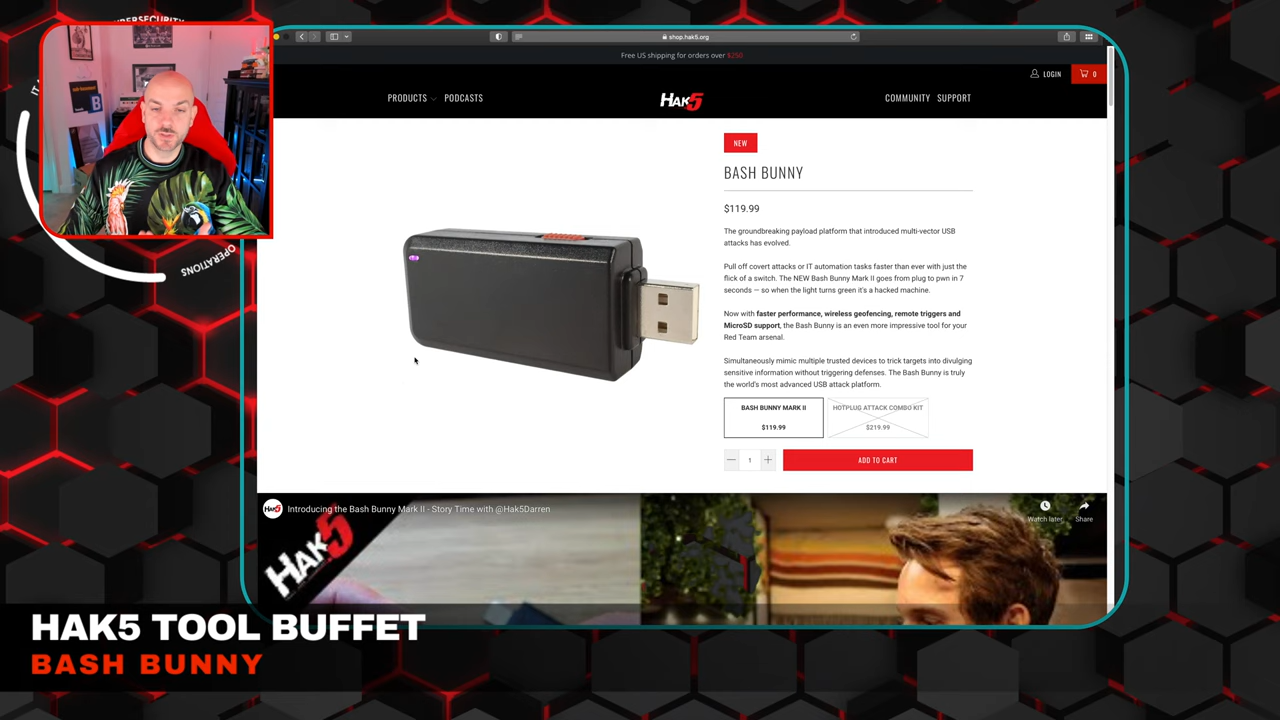 CYBERSECURITY
OPERATIONS
shop.hak5.org
Free US shipping for orders over $250
LOGIN
0
PRODUCTS
PODCASTS
HAK5
COMMUNITY
SUPPORT
NEW
BASH BUNNY
$119.99
The groundbreaking payload platform that introduced multi-vector USB
attacks has evolved.
Pull off covert attacks or IT automation tasks faster than ever with just the
flick of a switch. The NEW Bash Bunny Mark II goes from plug to pwn in 7
seconds — so when the light turns green it's a hacked machine.
Now with faster performance, wireless geofencing, remote triggers and
MicroSD support, the Bash Bunny is an even more impressive tool for your
Red Team arsenal.
Simultaneously mimic multiple trusted devices to trick targets into divulging
sensitive information without triggering defenses. The Bash Bunny is truly
the world's most advanced USB attack platform.
BASH BUNNY MARK II
$119.99
HOTPLUG ATTACK COMBO KIT
$219.99
1
ADD TO CART
HAK5
Introducing the Bash Bunny Mark II - Story Time with @Hak5Darren
Watch later
Share
HAK5
HAK5 TOOL BUFFET
BASH BUNNY